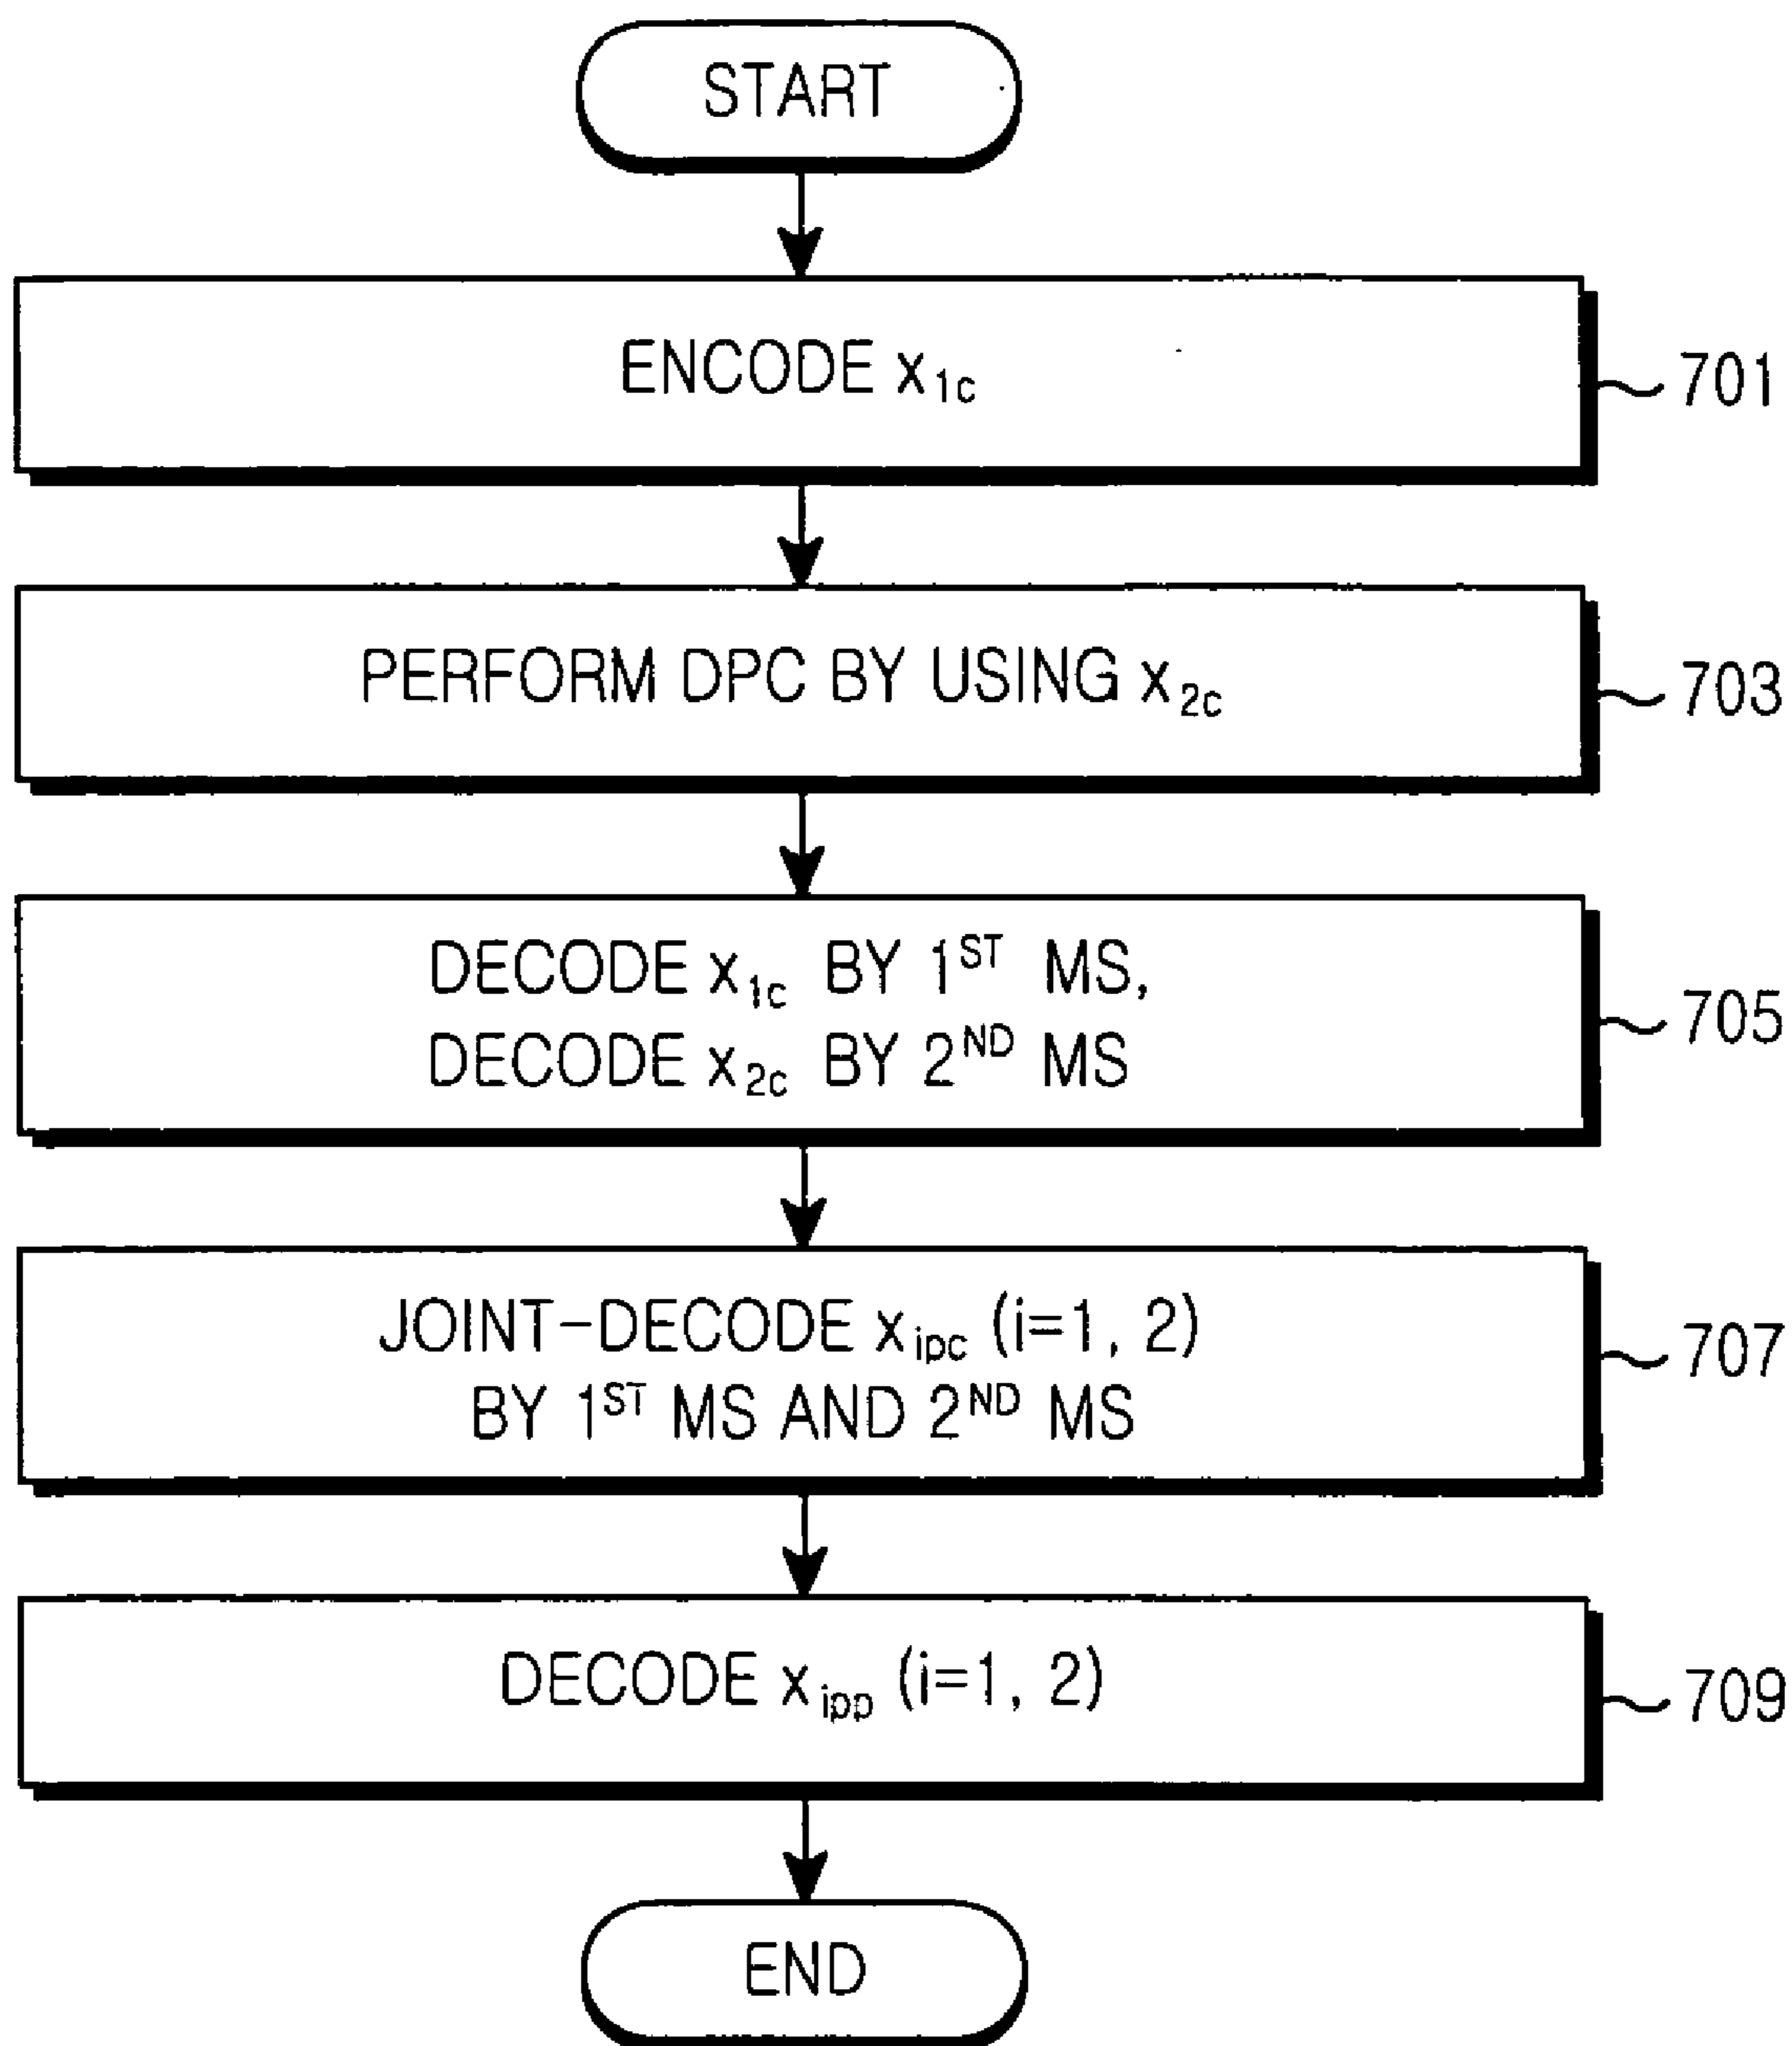 START
ENCODE x1c
701
PERFORM DPC BY USING x2c
703
DECODE x1c BY 1ST MS,
DECODE x2c BY 2ND MS
705
JOINT-DECODE xipc (i=1, 2)
BY 1ST MS AND 2ND MS
707
DECODE xipp (i=1, 2)
709
END